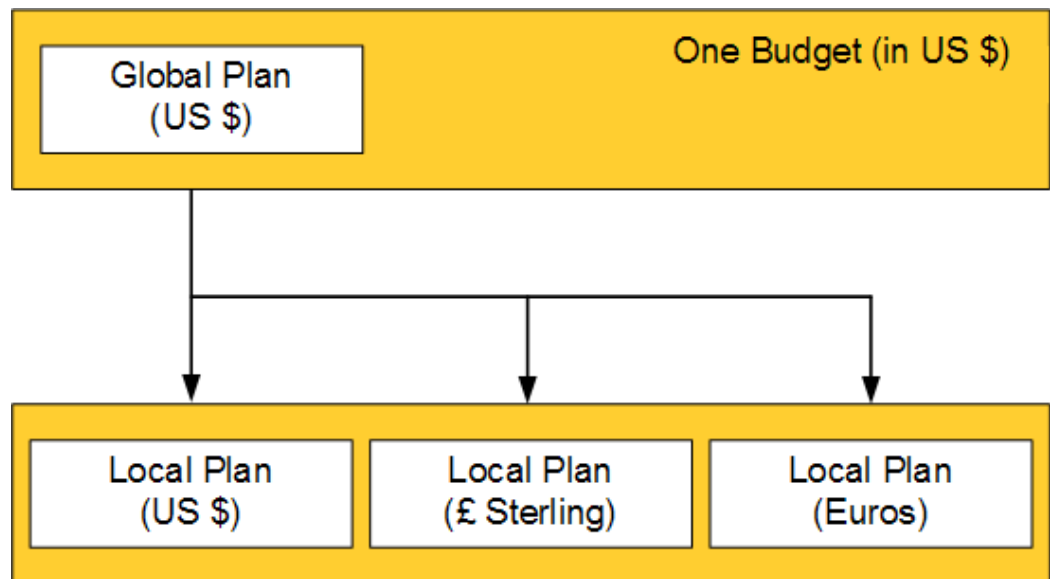 Global Plan
(US $)
One Budget (in US $)
Local Plan
(US $)
Local Plan
(£ Sterling)
Local Plan
(Euros)